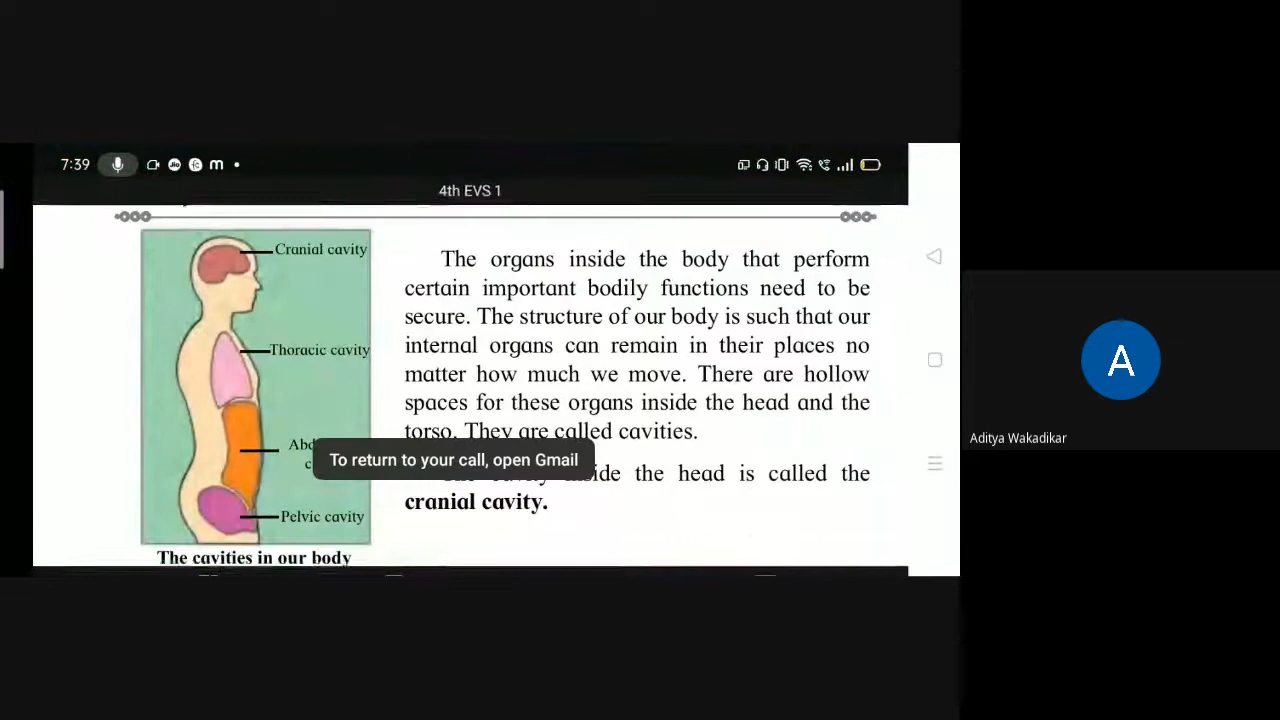 7:39
4th EVS 1
Cranial cavity
Thoracic cavity
Pelvic cavity
The cavities in our body
The organs inside the body that perform
certain important bodily functions need to be
secure. The structure of our body is such that our
internal organs can remain in their places no
matter how much we move. There are hollow
spaces for these organs inside the head and the
torso. They are called cavities.
To return to your call, open Gmail
the head is called the
cranial cavity.
A
Aditya Wakadikar